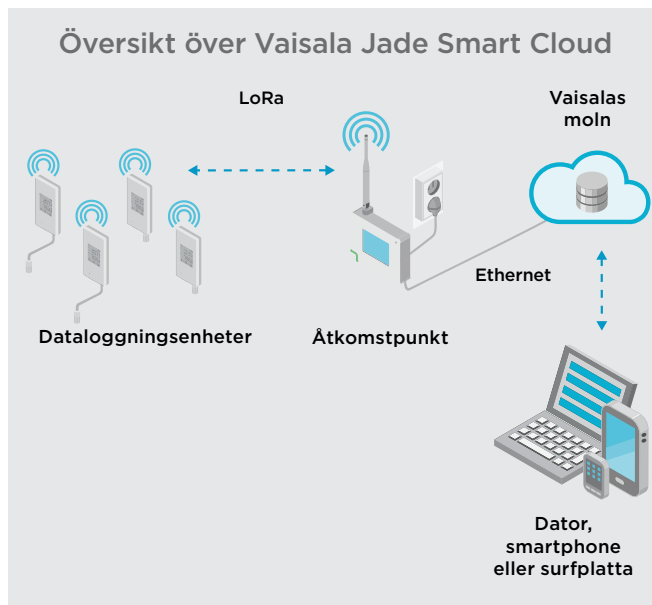 Översikt över Vaisala Jade Smart Cloud
LoRa
Vaisalas
moln
Ethernet
Dataloggningsenheter
Åtkomstpunkt
Dator,
smartphone
eller surfplatta